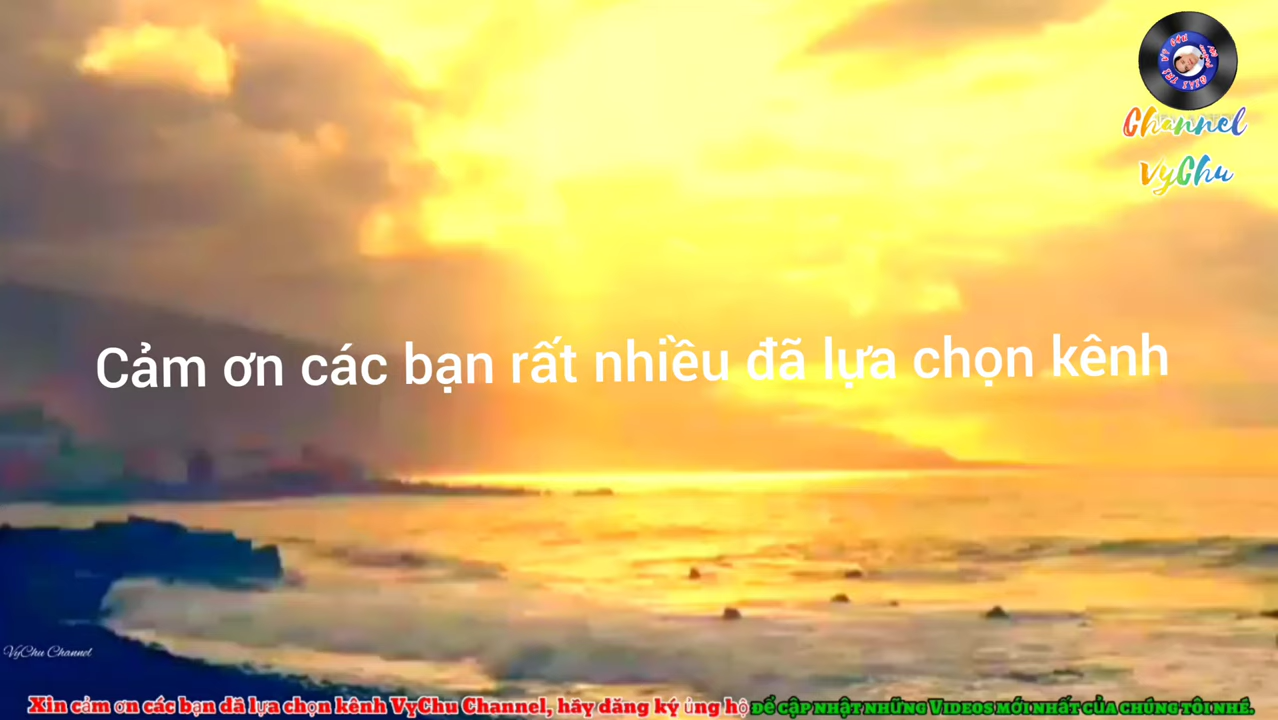 Channel
VyChu
Cảm ơn các bạn rất nhiều đã lựa chọn kênh
VyChu Channel
Xin cảm ơn các bạn đã lựa chọn kênh VyChu Channel, hãy đăng ký ủng hộ ĐỂ CẬP NHẬT NHỮNG VIDEOS MỚI NHẤT CỦA CHÚNG TÔI NHÉ.